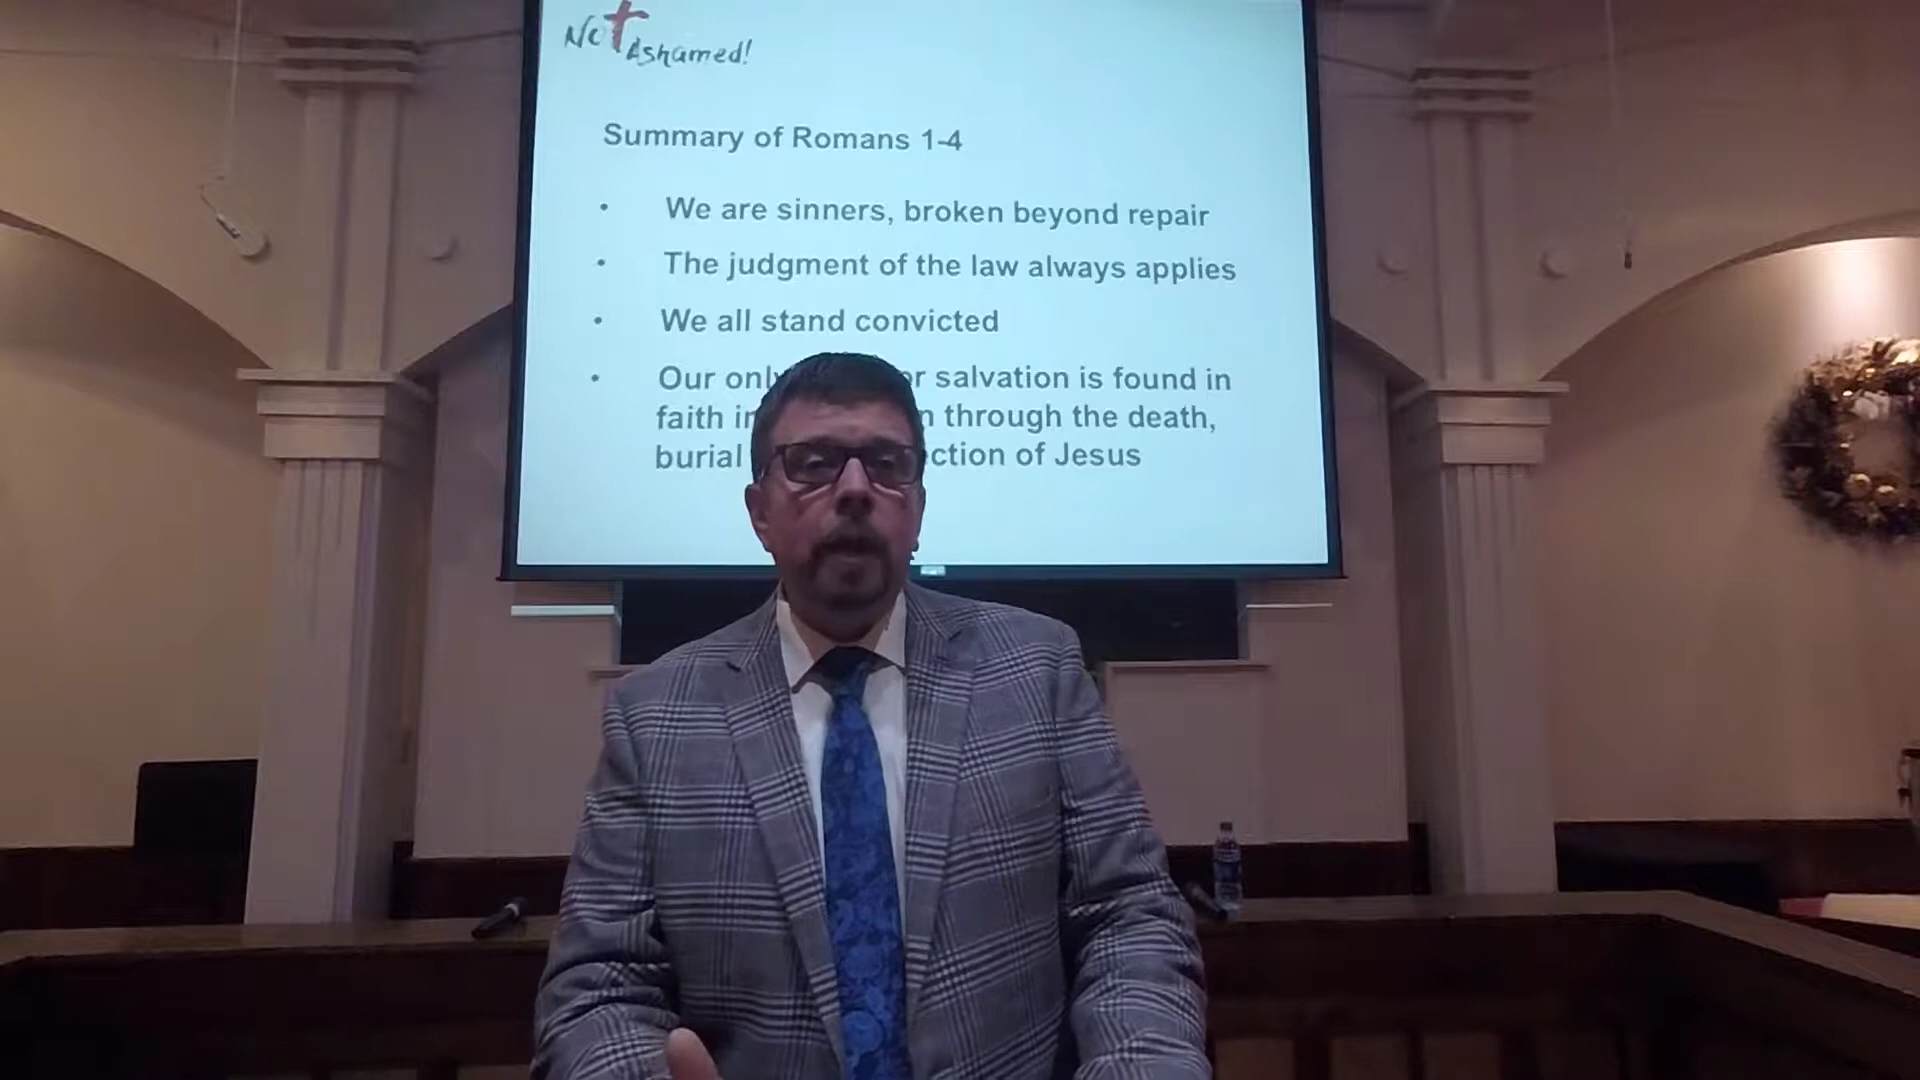 Not Ashamed!
Summary of Romans 1-4
• We are sinners, broken beyond repair
• The judgment of the law always applies
• We all stand convicted
• Our only salvation is found in
faith in through the death,
burial of Jesus